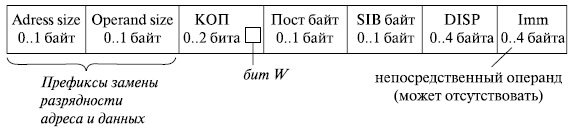 Adress size Operand size КОП Пост байт SIB байт DISP Imm
0..1 байт 0..1 байт 0..2 бита 0..1 байт 0..1 байт 0..4 байта 0..4 байта
Префиксы замены
разрядности
адреса и данных
бит W
непосредственный операнд
(может отсутствовать)